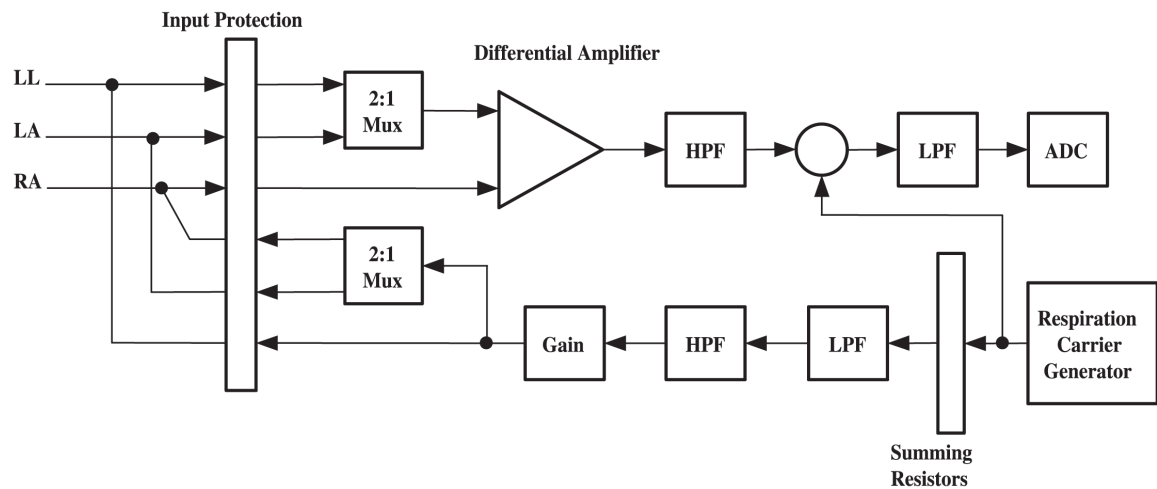 Input Protection
Differential Amplifier
LL
LA
RA
2:1
Mux
HPF
LPF
ADC
2:1
Mux
Gain
HPF
LPF
Respiration
Carrier
Generator
Summing
Resistors